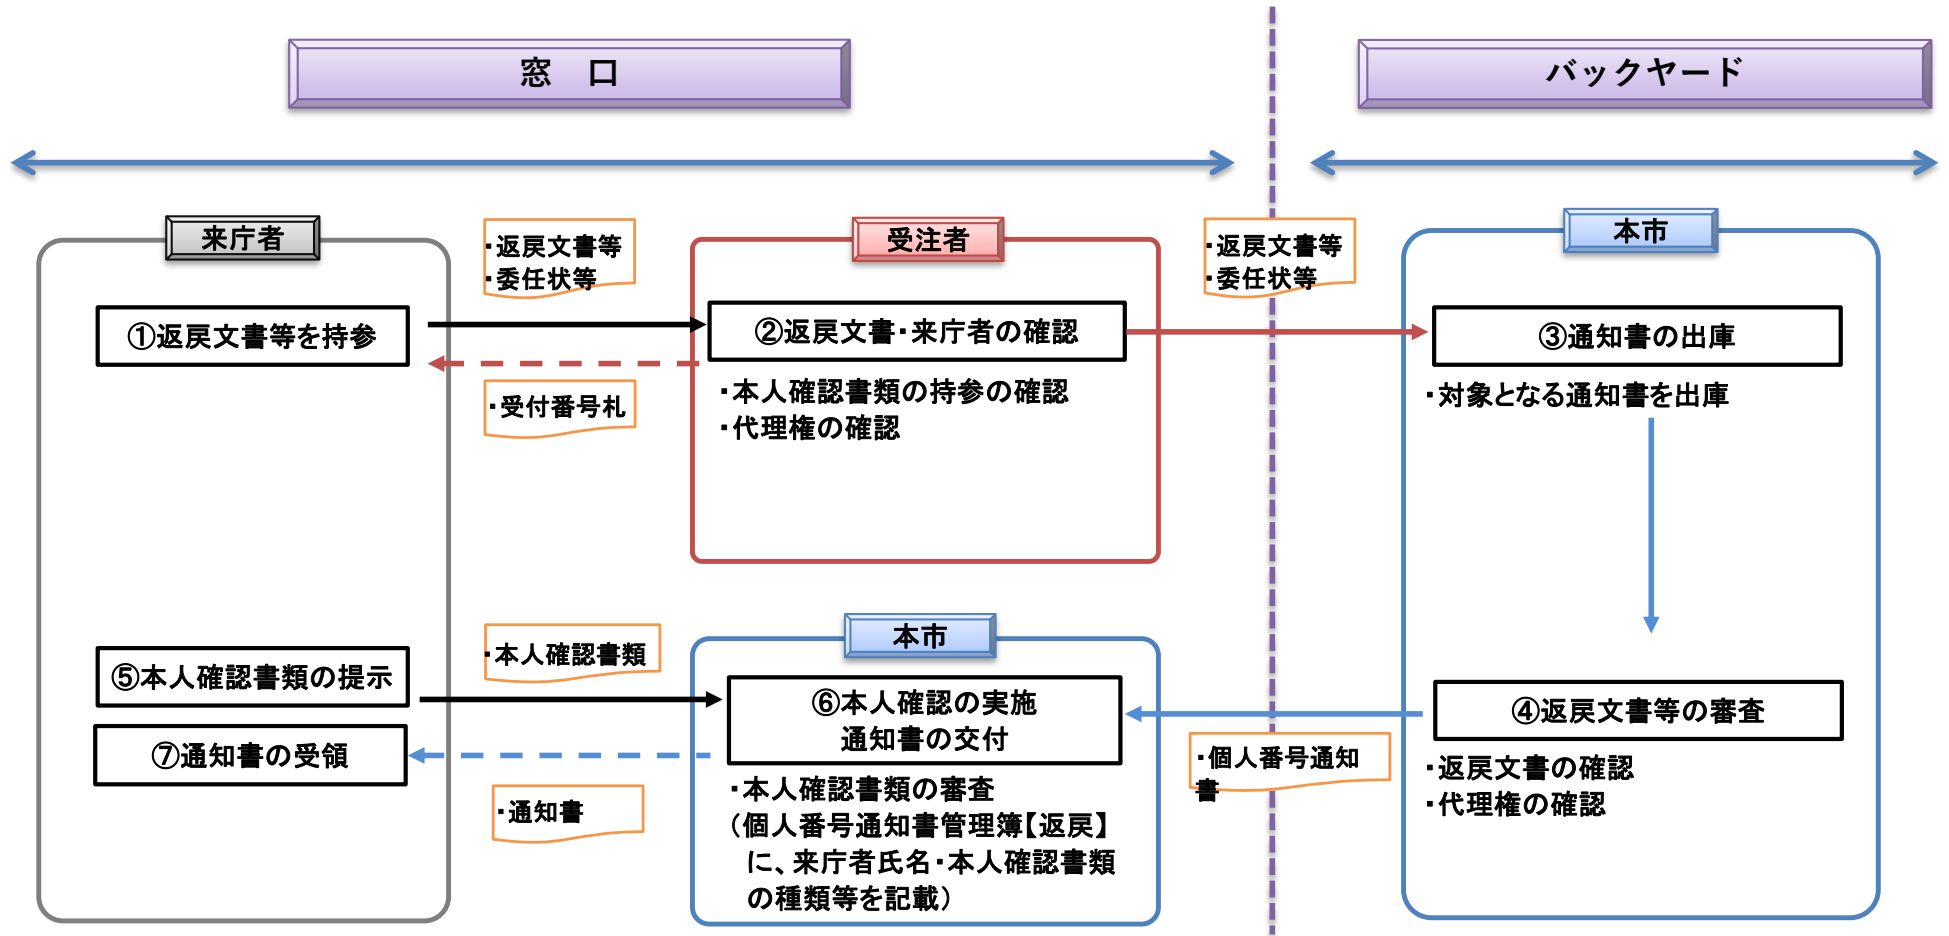 窓　口
バックヤード
来庁者
・返戻文書等
・委任状等
受注者
・返戻文書等
・委任状等
本市
①返戻文書等を持参
②返戻文書・来庁者の確認
③通知書の出庫
・受付番号札
・本人確認書類の持参の確認
・代理権の確認
・対象となる通知書を出庫
本市
・本人確認書類
⑤本人確認書類の提示
⑥本人確認の実施
通知書の交付
④返戻文書等の審査
⑦通知書の受領
・個人番号通知
書
・通知書
・本人確認書類の審査
（個人番号通知書管理簿【返戻】
に、来庁者氏名・本人確認書類
の種類等を記載）
・返戻文書の確認
・代理権の確認